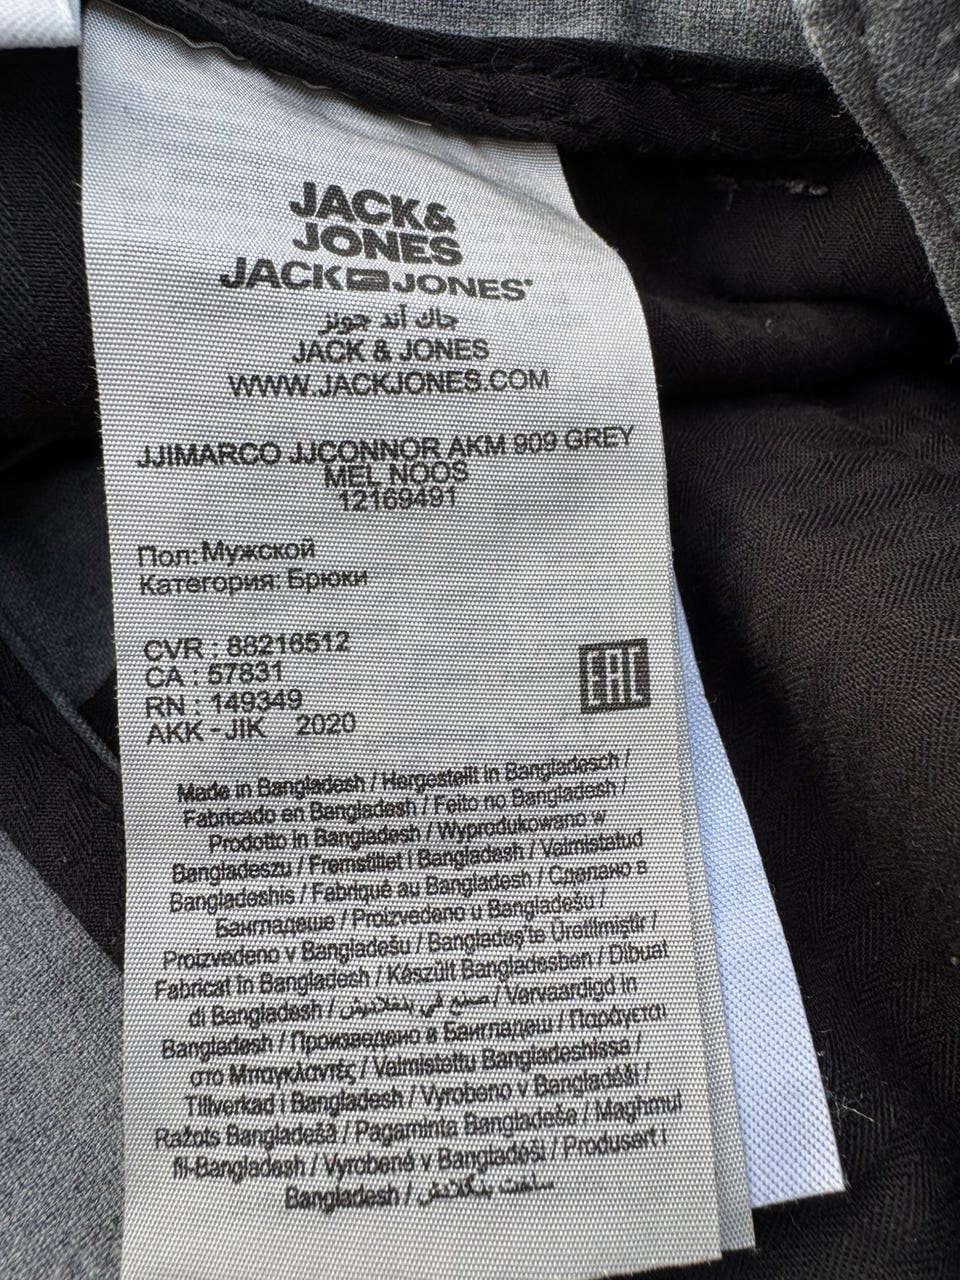 JACK&
JONES
JACK JONES®
جاك أند جونز
JACK & JONES
WWW.JACKJONES.COM
JJIMARCO JJCONNOR AKM 909 GREY
MEL NOOS
12169491
Пол: Мужской
Категория: Брюки
CVR : 88216512
CA : 57831
RN : 149349
AKK - JIK 2020
EAC
Made in Bangladesh / Hergestellt in Bangladesch /
Fabricado en Bangladesh / Feito no Bangladesh /
Prodotto in Bangladesh / Wyprodukowano w
Bangladeszu / Fremstillet i Bangladesh / Valmistatud
Bangladeshis / Fabriqué au Bangladesh / Сделано в
Бангладеше / Proizvedeno u Bangladešu /
Proizvedeno v Bangladešu / Bangladeş'te Üretilmiştir /
Fabricat în Bangladesh / Készült Bangladesben / Dibuat
di Bangladesh / صنع في بنغلاديش / Vervaardigd in
Bangladesh / Произведено в Бангладеш / Παράγεται
στο Μπαγκλαντές / Valmistettu Bangladeshissa /
Tillverkad i Bangladesh / Vyrobeno v Bangladéši /
Ražots Bangladešā / Pagaminta Bangladeše / Maghmul
fil-Bangladesh / Vyrobené v Bangladéši / Produsert i
Bangladesh / ساخت بنگلادش